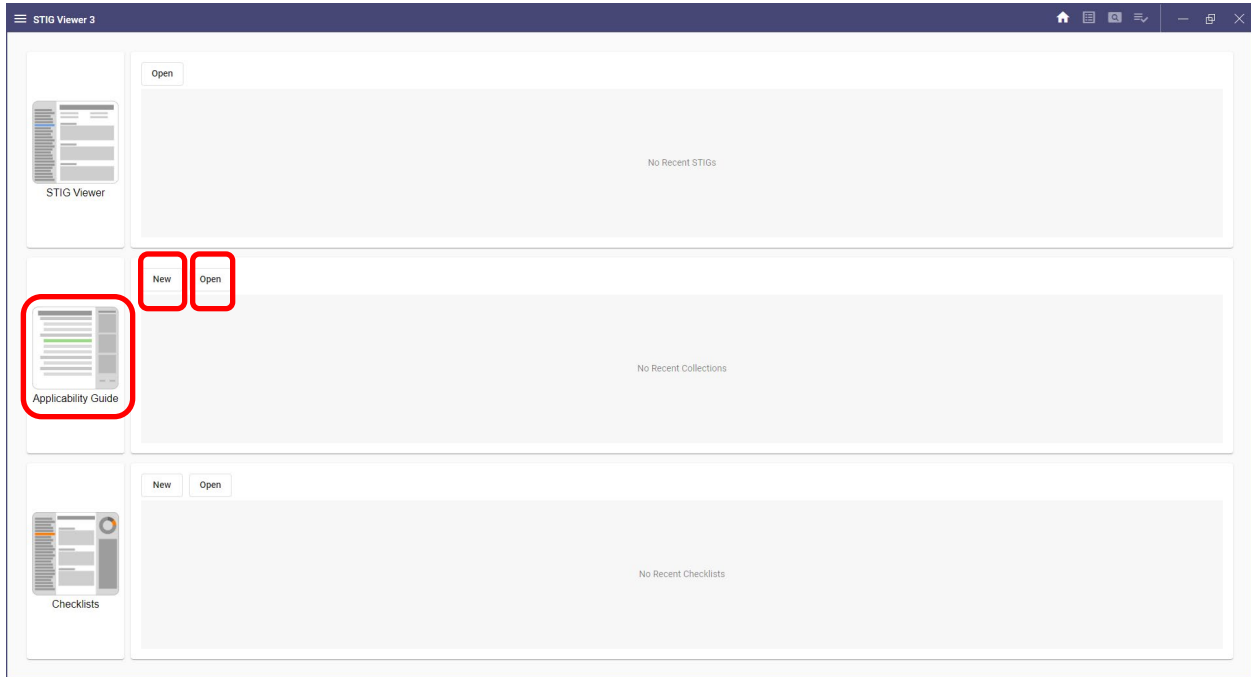 STIG Viewer 3
Open
No Recent STIGs
STIG Viewer
New Open
No Recent Collections
Applicability Guide
New Open
No Recent Checklists
Checklists